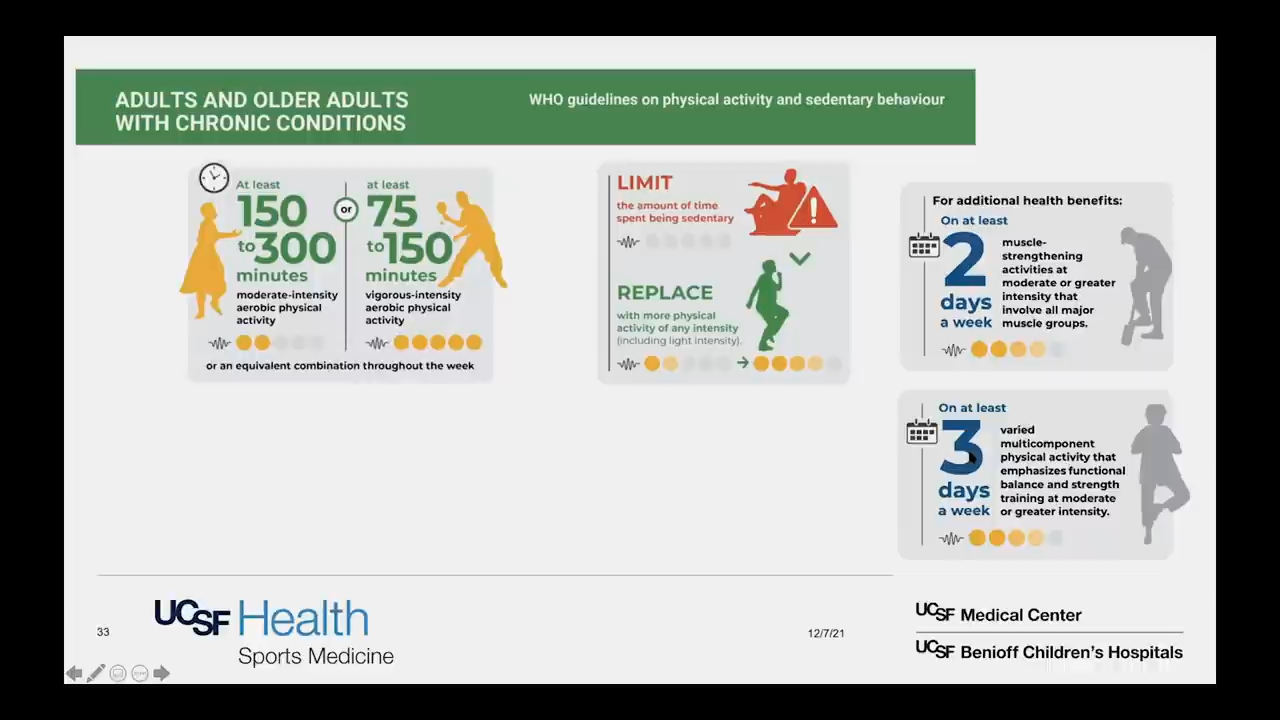 ADULTS AND OLDER ADULTS
WITH CHRONIC CONDITIONS
WHO guidelines on physical activity and sedentary behaviour
At least
150
to 300
minutes
moderate-intensity
aerobic physical
activity
or
at least
75
to 150
minutes
vigorous-intensity
aerobic physical
activity
or an equivalent combination throughout the week
LIMIT
the amount of time
spent being sedentary
REPLACE
with more physical
activity of any intensity
(including light intensity).
For additional health benefits:
On at least
2
days
a week
muscle-
strengthening
activities at
moderate or greater
intensity that
involve all major
muscle groups.
On at least
3
days
a week
varied
multicomponent
physical activity that
emphasizes functional
balance and strength
training at moderate
or greater intensity.
33
UCSF Health
Sports Medicine
12/7/21
UCSF Medical Center
UCSF Benioff Children's Hospitals